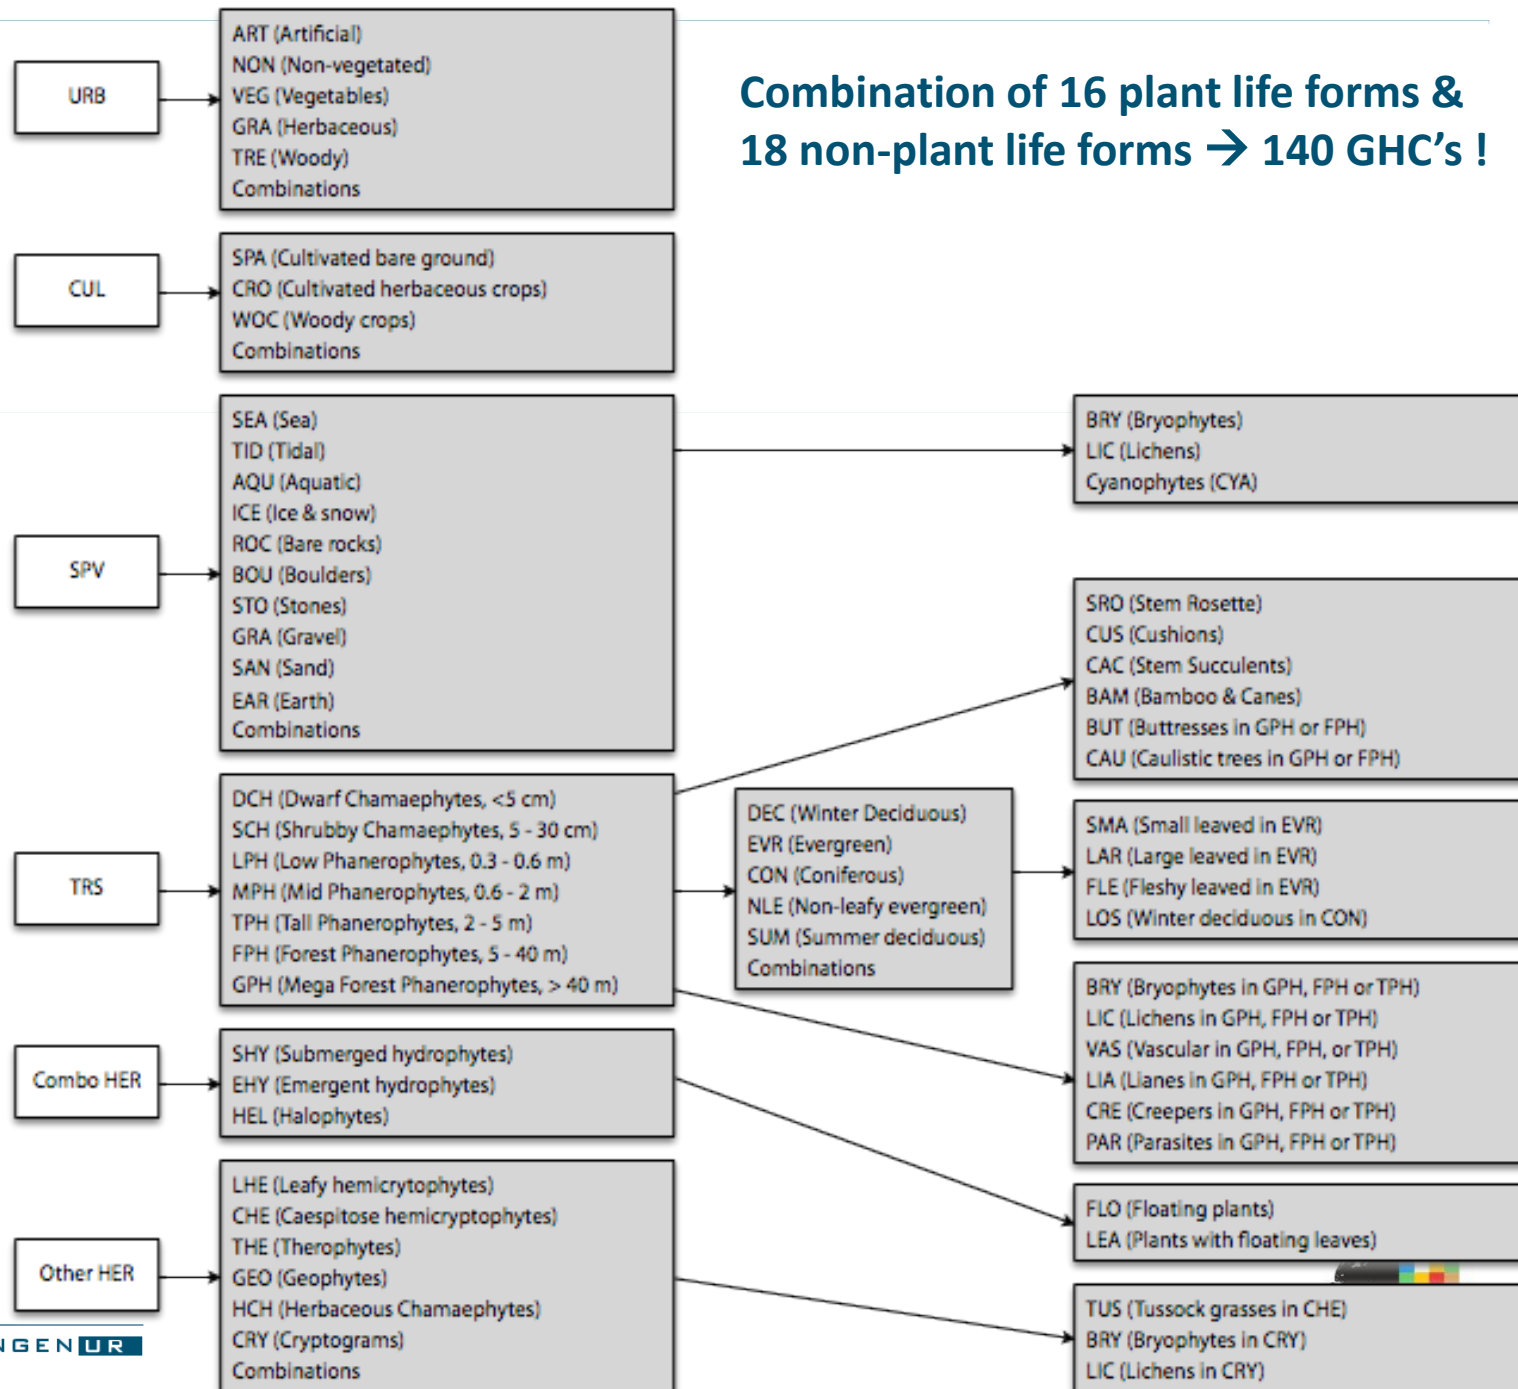 Combination of 16 plant life forms &
18 non-plant life forms → 140 GHC's !
URB
ART (Artificial)
NON (Non-vegetated)
VEG (Vegetables)
GRA (Herbaceous)
TRE (Woody)
Combinations
CUL
SPA (Cultivated bare ground)
CRO (Cultivated herbaceous crops)
WOC (Woody crops)
Combinations
SPV
SEA (Sea)
TID (Tidal)
AQU (Aquatic)
ICE (Ice & snow)
ROC (Bare rocks)
BOU (Boulders)
STO (Stones)
GRA (Gravel)
SAN (Sand)
EAR (Earth)
Combinations
BRY (Bryophytes)
LIC (Lichens)
Cyanophytes (CYA)
TRS
DCH (Dwarf Chamaephytes, <5 cm)
SCH (Shrubby Chamaephytes, 5 - 30 cm)
LPH (Low Phanerophytes, 0.3 - 0.6 m)
MPH (Mid Phanerophytes, 0.6 - 2 m)
TPH (Tall Phanerophytes, 2 - 5 m)
FPH (Forest Phanerophytes, 5 - 40 m)
GPH (Mega Forest Phanerophytes, > 40 m)
DEC (Winter Deciduous)
EVR (Evergreen)
CON (Coniferous)
NLE (Non-leafy evergreen)
SUM (Summer deciduous)
Combinations
SRO (Stem Rosette)
CUS (Cushions)
CAC (Stem Succulents)
BAM (Bamboo & Canes)
BUT (Buttresses in GPH or FPH)
CAU (Caulistic trees in GPH or FPH)
SMA (Small leaved in EVR)
LAR (Large leaved in EVR)
FLE (Fleshy leaved in EVR)
LOS (Winter deciduous in CON)
BRY (Bryophytes in GPH, FPH or TPH)
LIC (Lichens in GPH, FPH or TPH)
VAS (Vascular in GPH, FPH, or TPH)
LIA (Lianes in GPH, FPH or TPH)
CRE (Creepers in GPH, FPH or TPH)
PAR (Parasites in GPH, FPH or TPH)
Combo HER
SHY (Submerged hydrophytes)
EHY (Emergent hydrophytes)
HEL (Halophytes)
FLO (Floating plants)
LEA (Plants with floating leaves)
Other HER
LHE (Leafy hemicrytophytes)
CHE (Caespitose hemicryptophytes)
THE (Therophytes)
GEO (Geophytes)
HCH (Herbaceous Chamaephytes)
CRY (Cryptograms)
Combinations
TUS (Tussock grasses in CHE)
BRY (Bryophytes in CRY)
LIC (Lichens in CRY)
NGEN UR